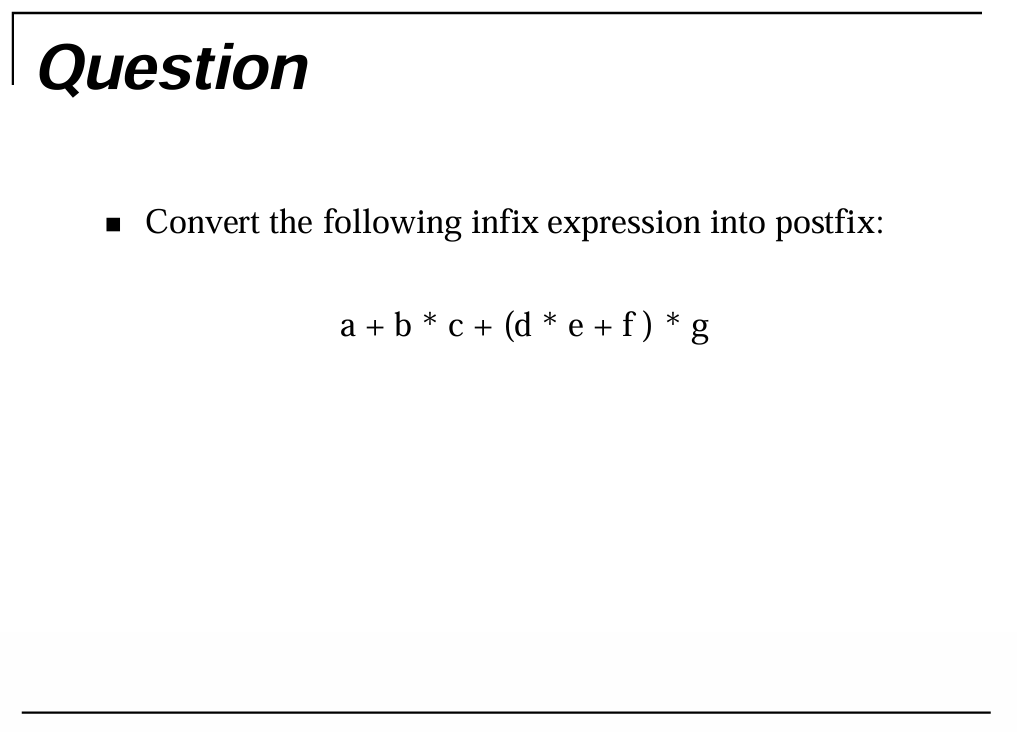 Question
■ Convert the following infix expression into postfix:
a + b * c + (d * e + f ) * g